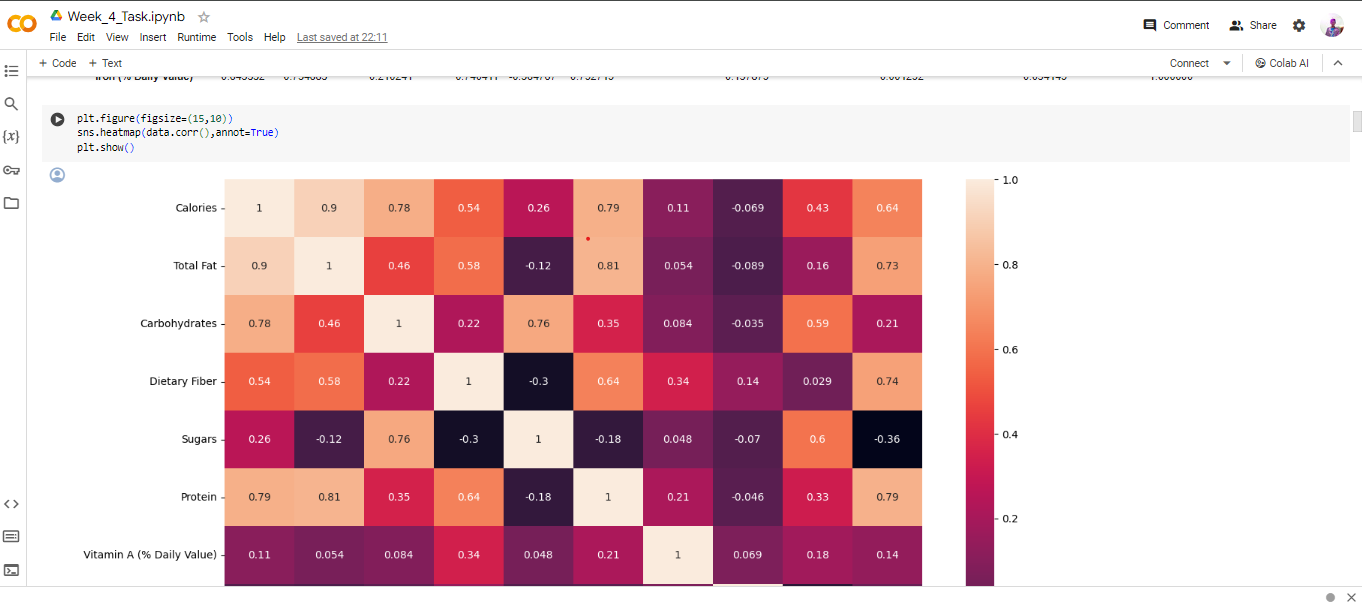 Week_4_Task.ipynb
File Edit View Insert Runtime Tools Help Last saved at 22:11
Comment Share
+ Code + Text
Connect Colab AI
Iron (% Daily Value)
plt.figure(figsize=(15,10))
sns.heatmap(data.corr(),annot=True)
plt.show()
Calories 1 0.9 0.78 0.54 0.26 0.79 0.11 -0.069 0.43 0.64
Total Fat 0.9 1 0.46 0.58 -0.12 0.81 0.054 -0.089 0.16 0.73
Carbohydrates 0.78 0.46 1 0.22 0.76 0.35 0.084 -0.035 0.59 0.21
Dietary Fiber 0.54 0.58 0.22 1 -0.3 0.64 0.34 0.14 0.029 0.74
Sugars 0.26 -0.12 0.76 -0.3 1 -0.18 0.048 -0.07 0.6 -0.36
Protein 0.79 0.81 0.35 0.64 -0.18 1 0.21 -0.046 0.33 0.79
Vitamin A (% Daily Value) 0.11 0.054 0.084 0.34 0.048 0.21 1 0.069 0.18 0.14
1.0
0.8
0.6
0.4
0.2
{x}